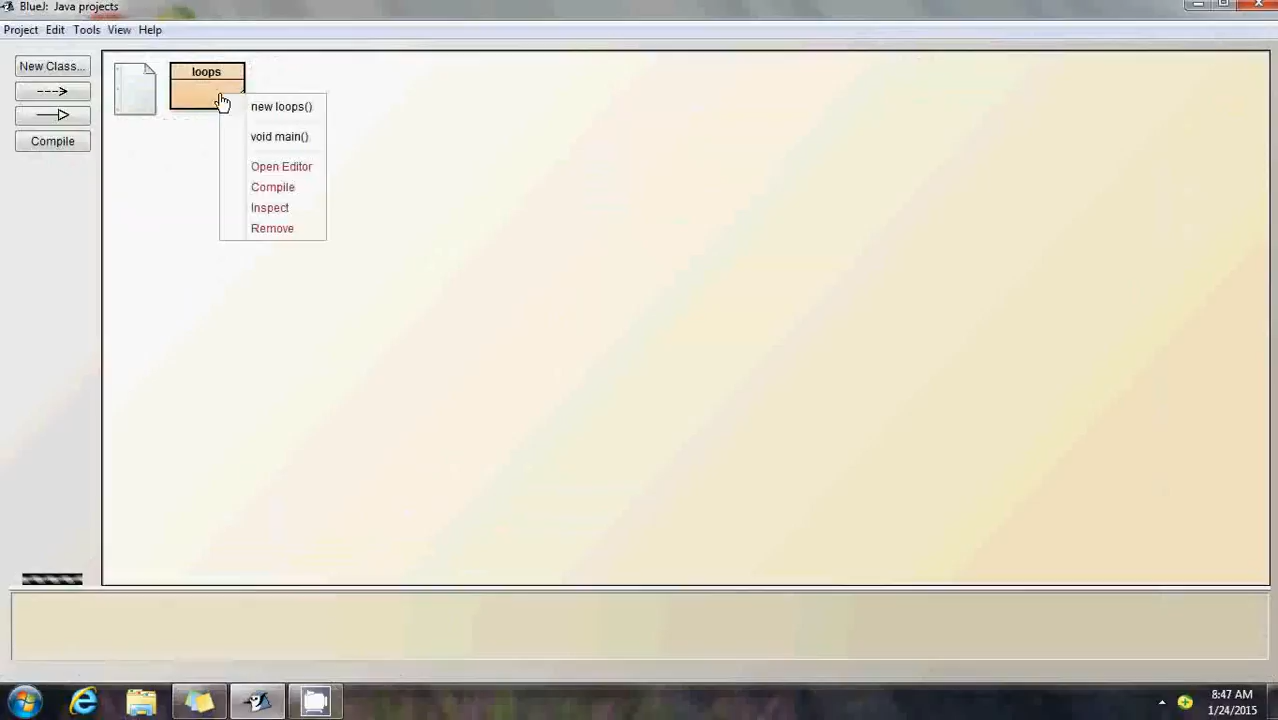 BlueJ: Java projects
Project Edit Tools View Help
New Class...
Compile
loops
new loops()
void main()
Open Editor
Compile
Inspect
Remove
8:47 AM
1/24/2015